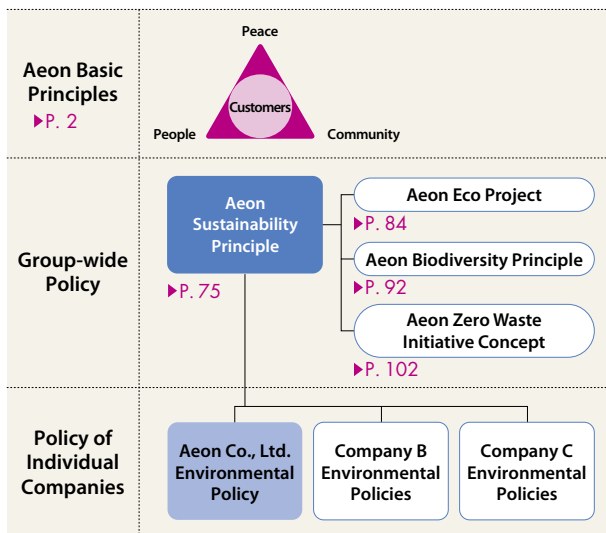 Aeon Basic
Principles
▶P. 2
Peace
Customers
People
Community
Group-wide
Policy
Aeon
Sustainability
Principle
▶P. 75
Aeon Eco Project
▶P. 84
Aeon Biodiversity Principle
▶P. 92
Aeon Zero Waste
Initiative Concept
▶P. 102
Policy of
Individual
Companies
Aeon Co., Ltd.
Environmental
Policy
Company B
Environmental
Policies
Company C
Environmental
Policies